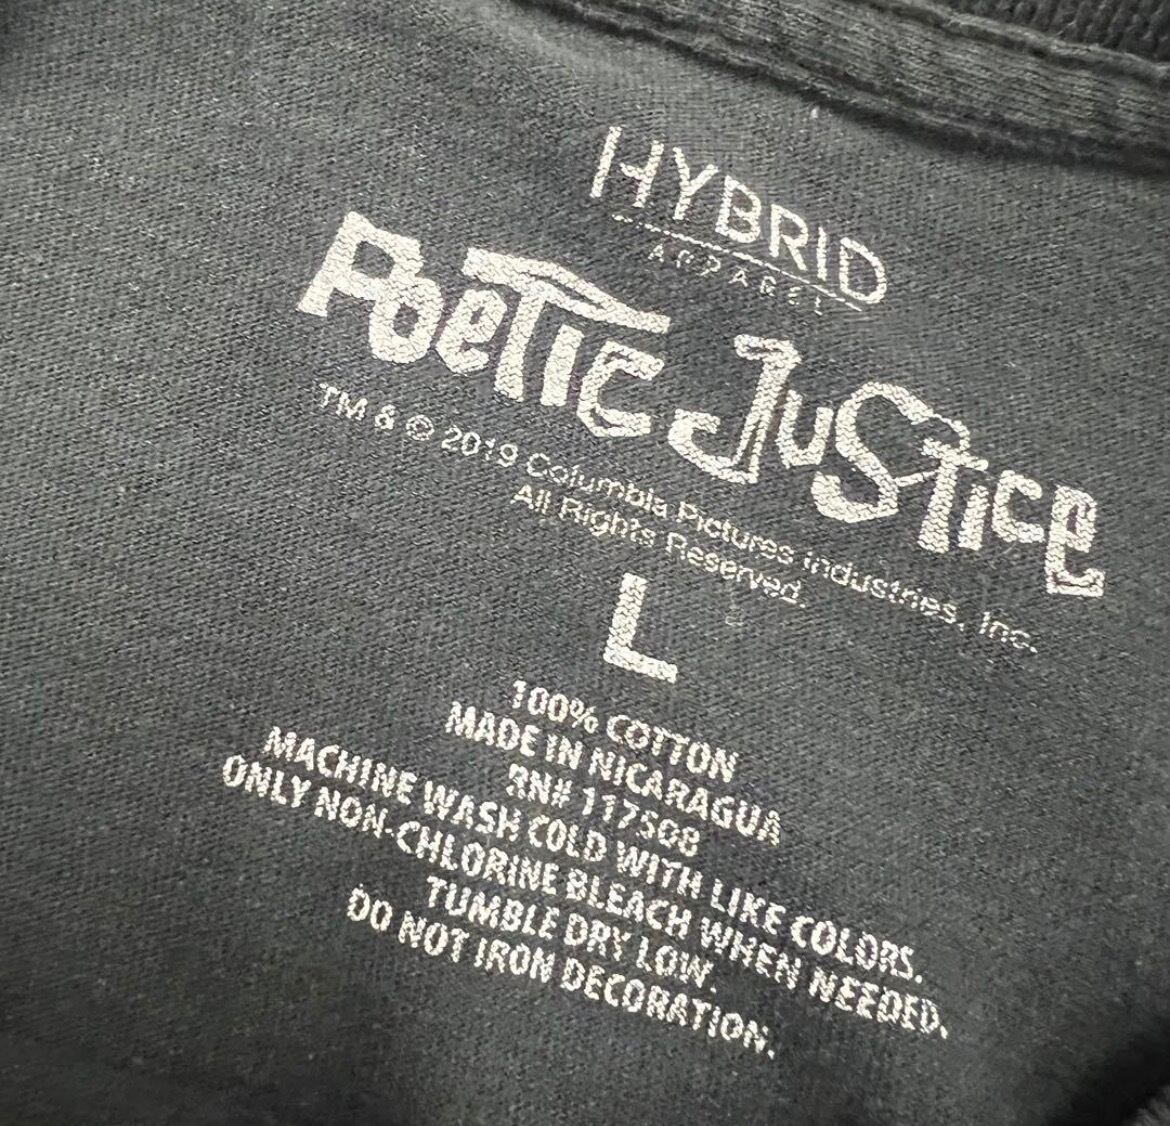 HYBRID
APPAREL
Poetic Justice
TM & © 2019 Columbia Pictures Industries, Inc.
All Rights Reserved.
L
100% COTTON
MADE IN NICARAGUA
RN# 117508
MACHINE WASH COLD WITH LIKE COLORS.
ONLY NON-CHLORINE BLEACH WHEN NEEDED.
TUMBLE DRY LOW.
DO NOT IRON DECORATION.